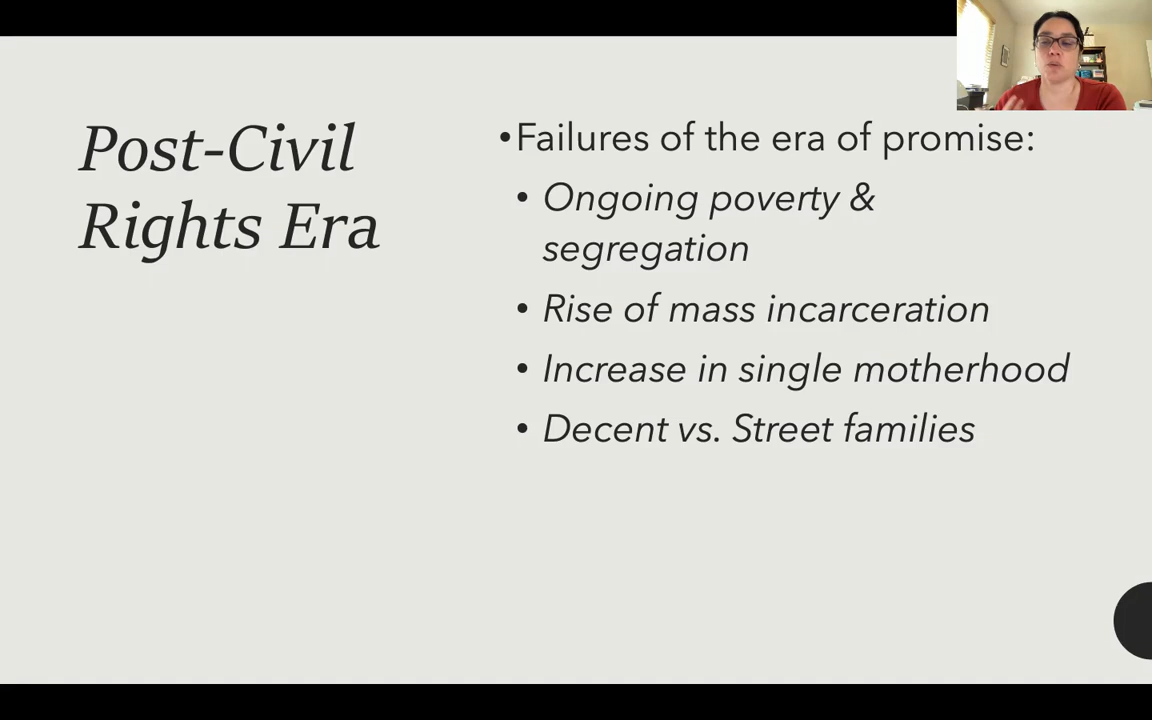 Post-Civil
Rights Era
•Failures of the era of promise:
• Ongoing poverty &
segregation
• Rise of mass incarceration
• Increase in single motherhood
• Decent vs. Street families